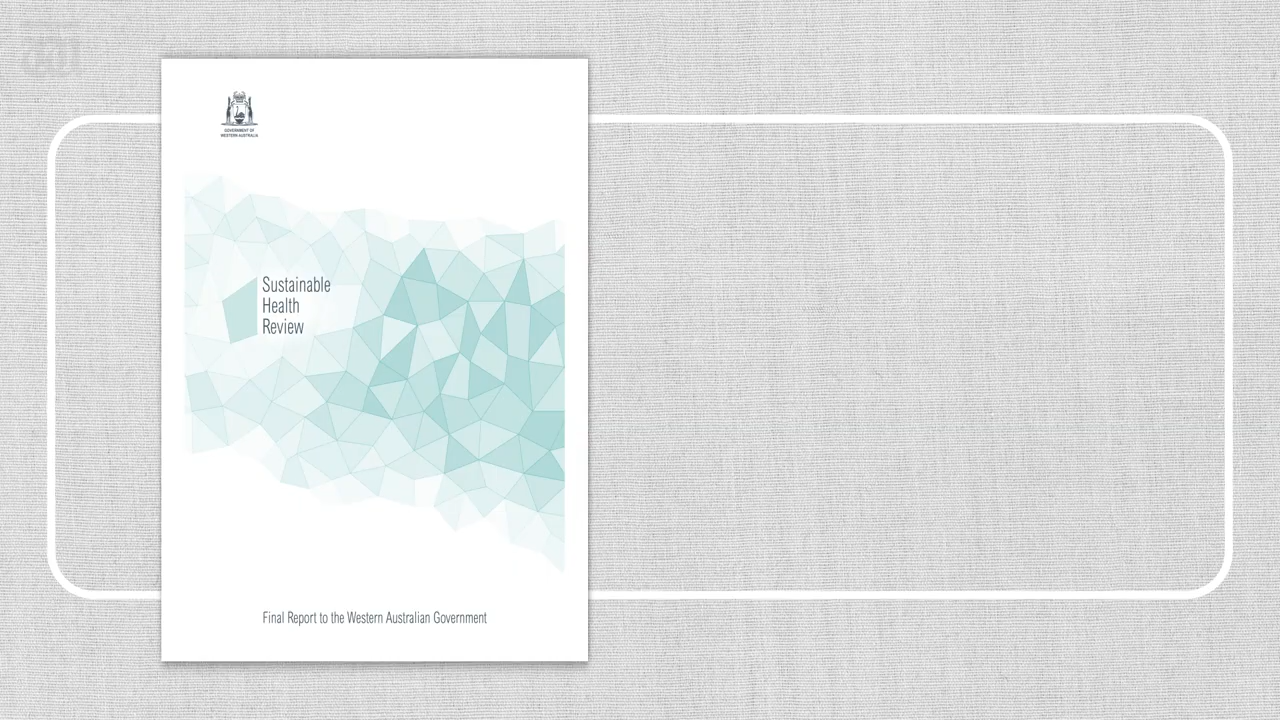 GOVERNMENT OF
WESTERN AUSTRALIA
Sustainable
Health
Review
Final Report to the Western Australian Government